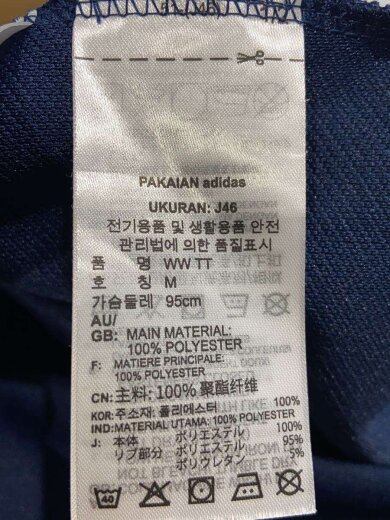 PAKAIAN adidas
UKURAN: J46
전기용품 및 생활용품 안전
관리법에 의한 품질표시
품 명 WW TT
호 칭 M
가슴둘레 95cm
AU/
GB: MAIN MATERIAL:
100% POLYESTER
F: MATIERE PRINCIPALE:
100% POLYESTER
CN: 主料: 100% 聚酯纤维
KOR: 주소재: 폴리에스터 100%
IND: MATERIAL UTAMA: 100% POLYESTER
J: 本体 ポリエステル 100%
リブ部分 ポリエステル 95%
ポリウレタン 5%
40